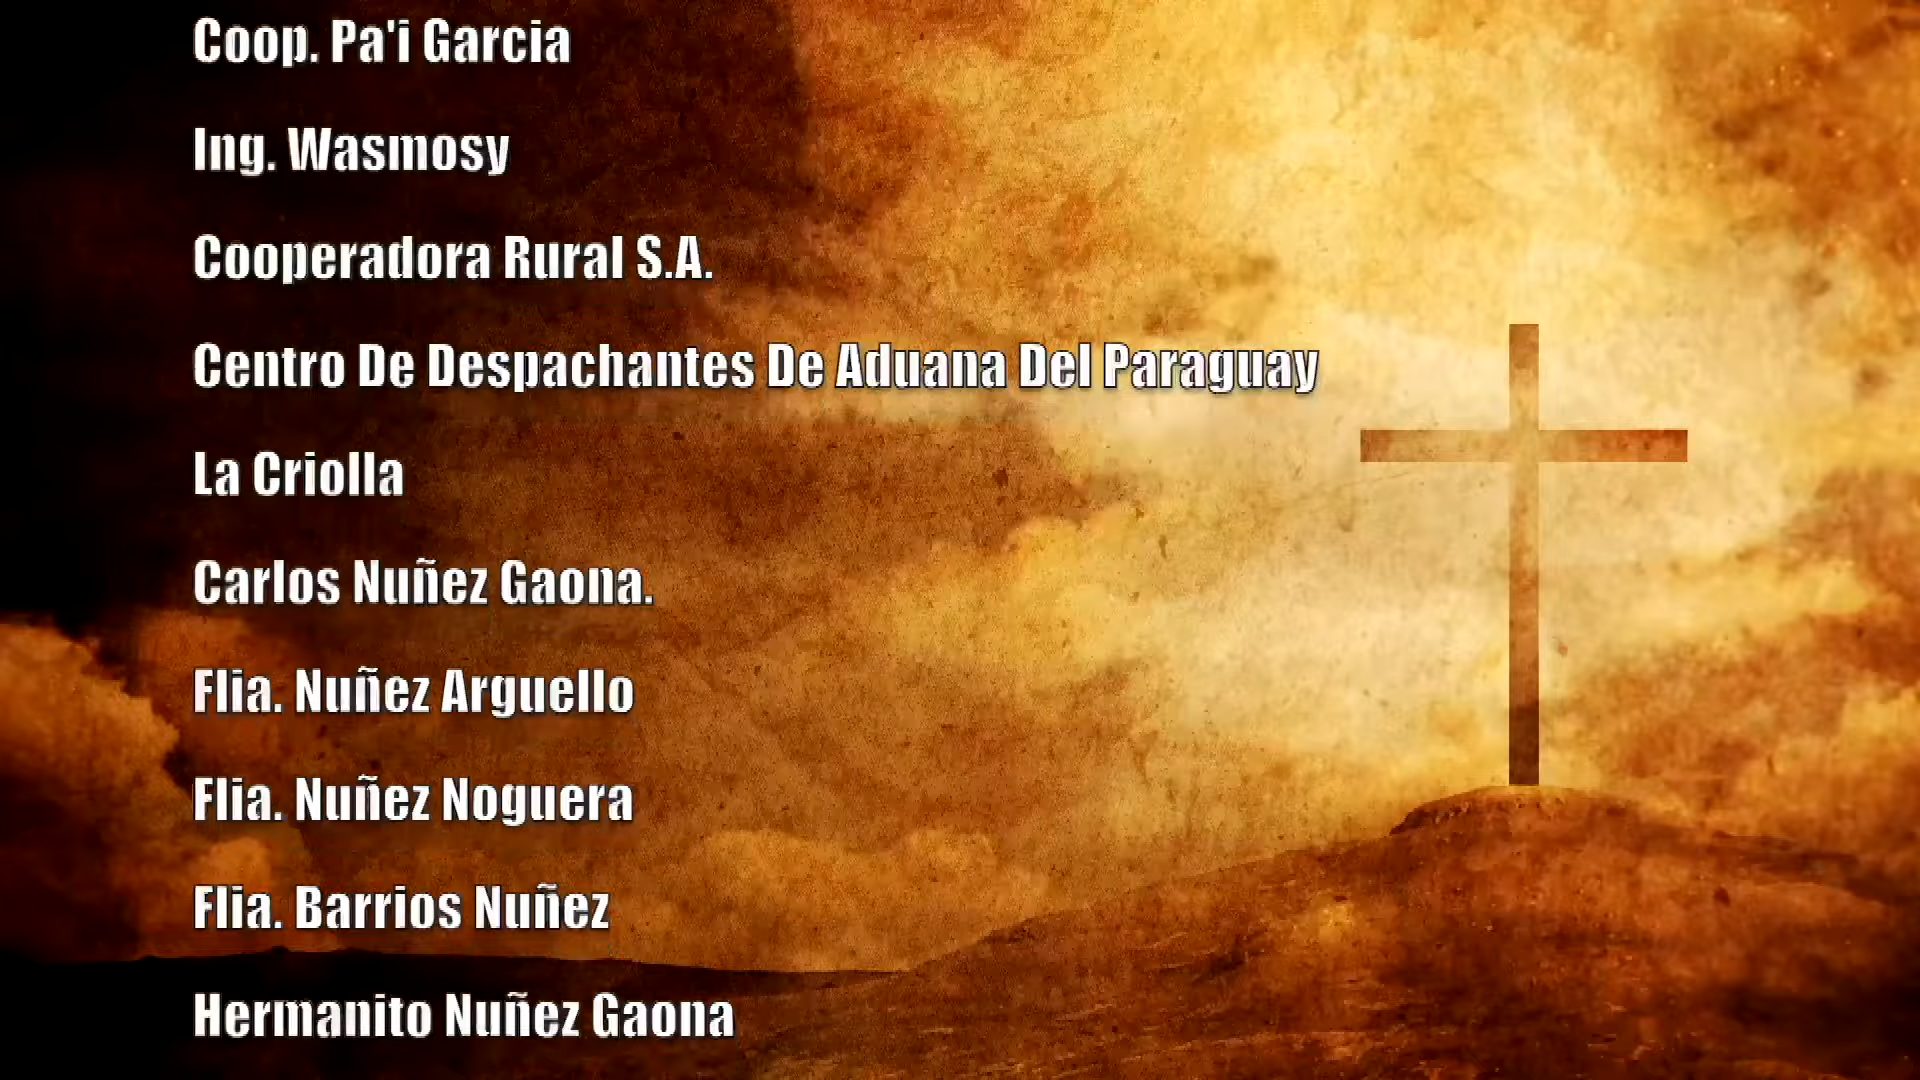 Coop. Pa'i Garcia
Ing. Wasmosy
Cooperadora Rural S.A.
Centro De Despachantes De Aduana Del Paraguay
La Criolla
Carlos Nuñez Gaona.
Flia. Nuñez Arguello
Flia. Nuñez Noguera
Flia. Barrios Nuñez
Hermanito Nuñez Gaona